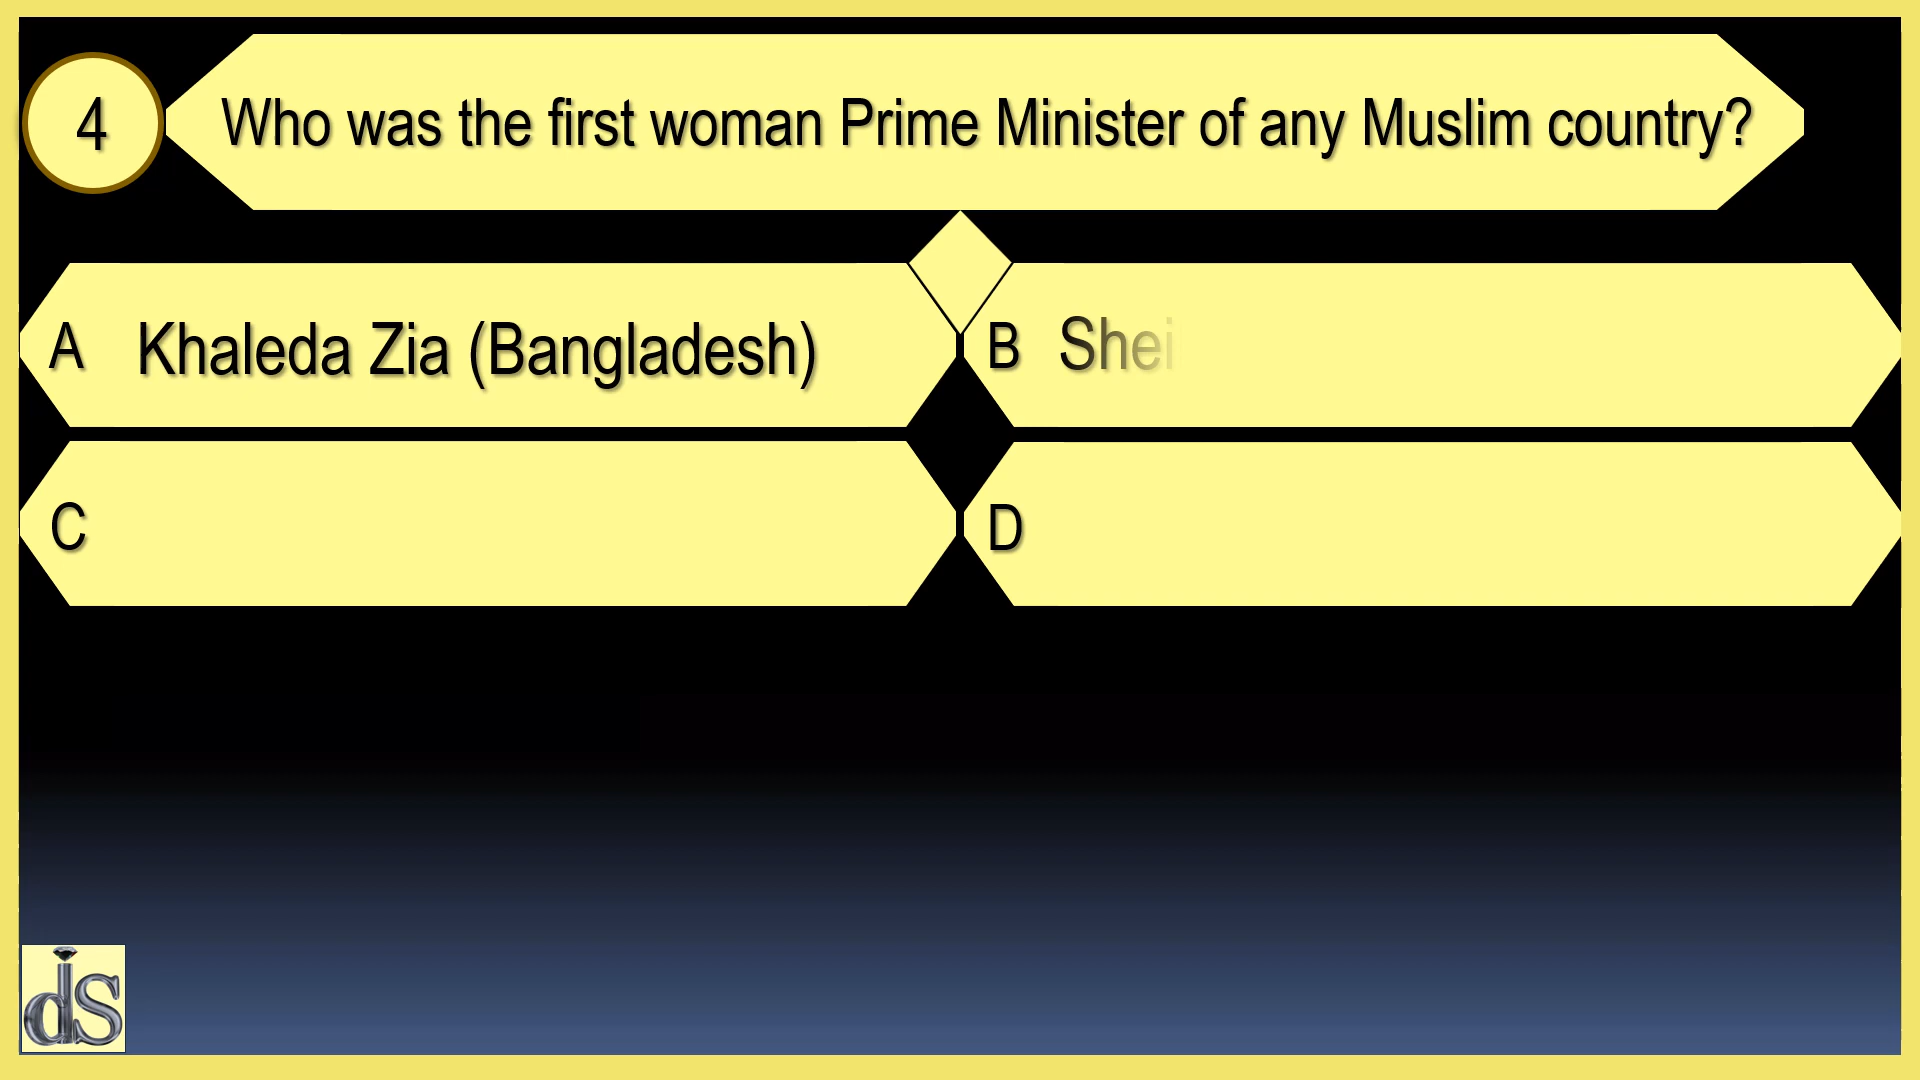 4
Who was the first woman Prime Minister of any Muslim country?
A Khaleda Zia (Bangladesh)
B Shei
C
D
ds